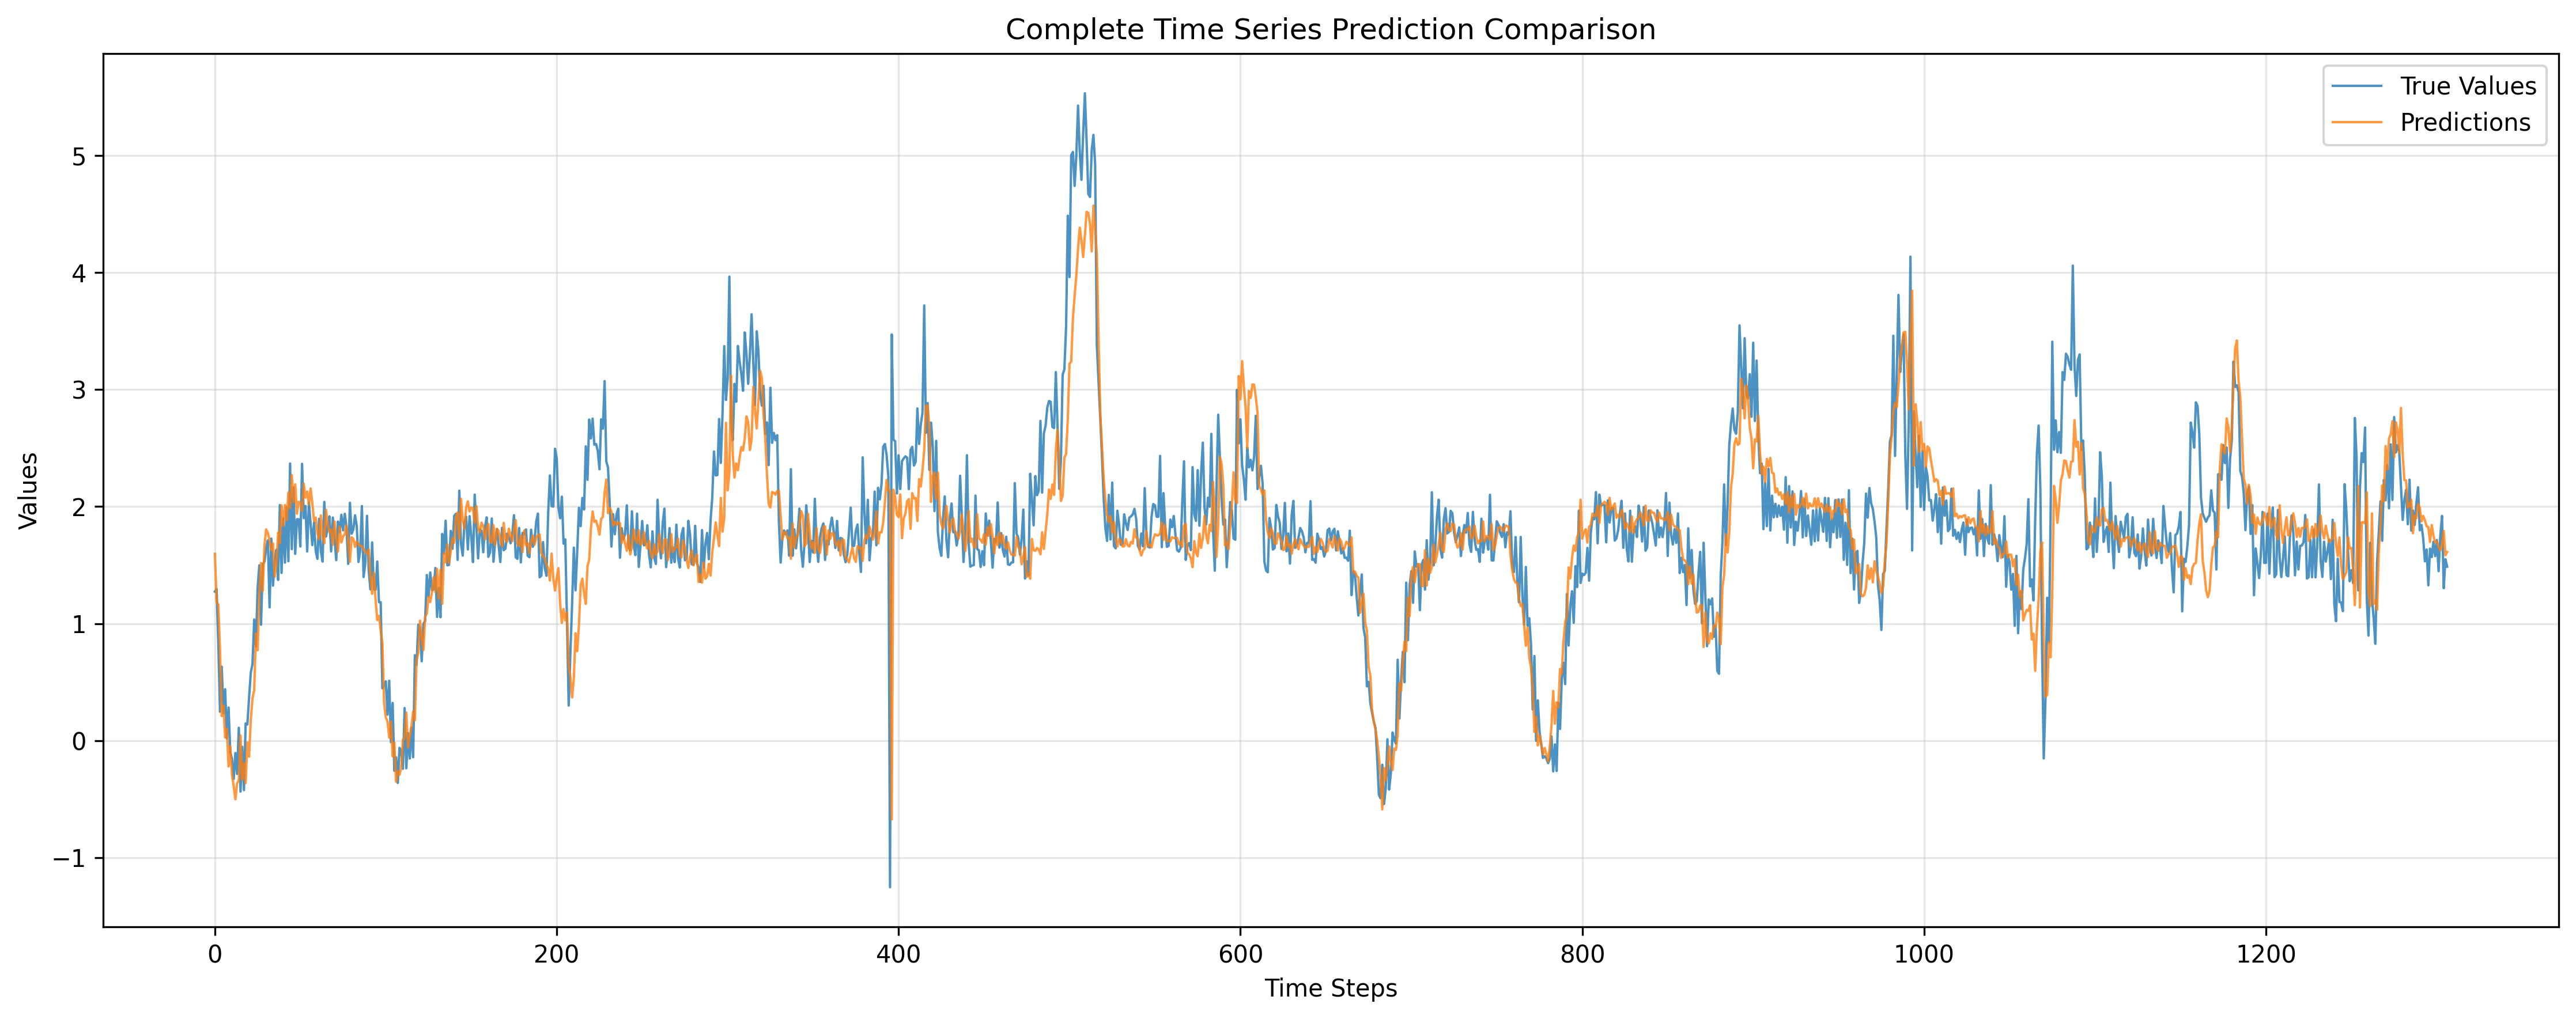 Complete Time Series Prediction Comparison
True Values
Predictions
Values
5
4
3
2
1
0
−1
0 200 400 600 800 1000 1200
Time Steps